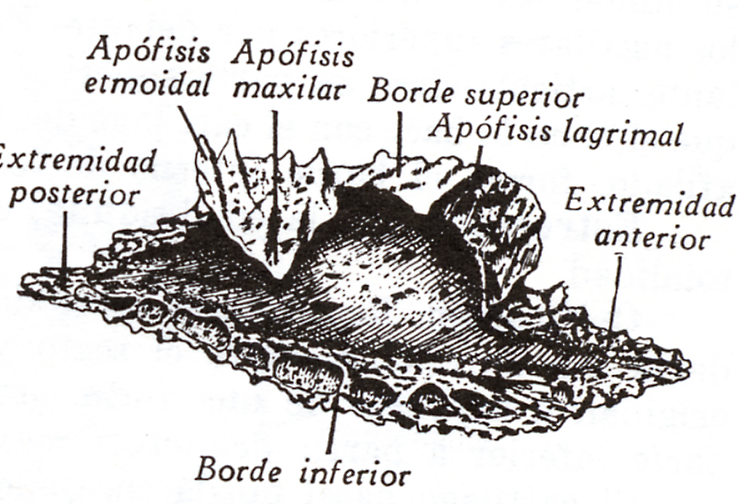 Apófisis Apófisis
etmoidal maxilar Borde superior
Apófisis lagrimal
Extremidad
posterior
Extremidad
anterior
Borde inferior